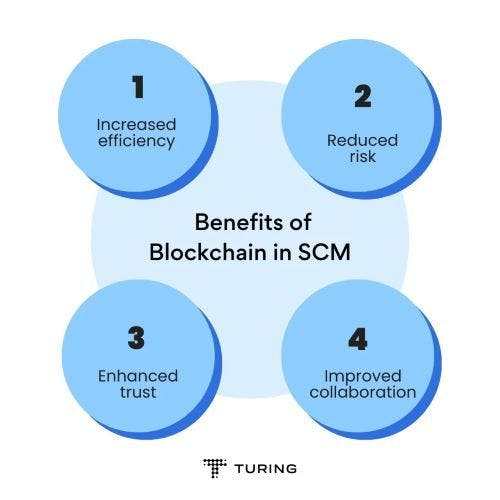 1
Increased
efficiency
2
Reduced
risk
Benefits of
Blockchain in SCM
3
Enhanced
trust
4
Improved
collaboration
TURING